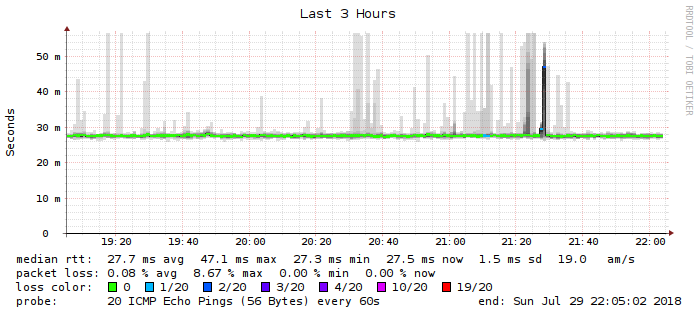 Last 3 Hours
RRDTOOL / TOBI OETIKER
Seconds
50 m
40 m
30 m
20 m
10 m
0
19:20 19:40 20:00 20:20 20:40 21:00 21:20 21:40 22:00
median rtt: 27.7 ms avg 47.1 ms max 27.3 ms min 27.5 ms now 1.5 ms sd 19.0 am/s
packet loss: 0.08 % avg 8.67 % max 0.00 % min 0.00 % now
loss color: 0 1/20 2/20 3/20 4/20 10/20 19/20
probe: 20 ICMP Echo Pings (56 Bytes) every 60s end: Sun Jul 29 22:05:02 2018